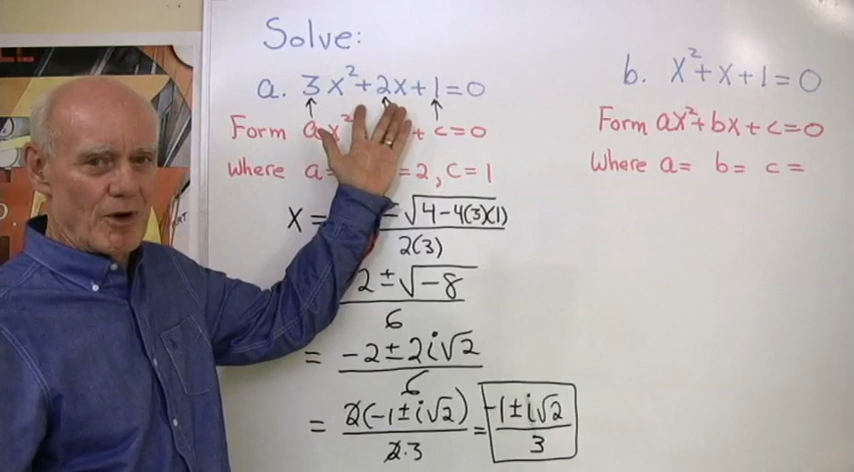 Solve:
a. 3x²+2x+1=0
Form ax² + c=0
Where a= =2, c=1
x = ± √4-4(3)(1)
2(3)
2 ± √-8
6
= -2 ± 2i√2
6
= 2(-1 ± i√2) = -1 ± i√2
2·3 3
b. x²+x+1=0
Form ax²+bx+c=0
Where a= b= c=